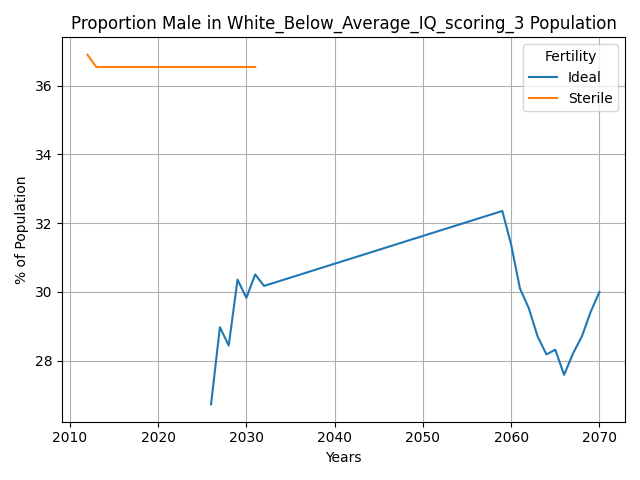 Proportion Male in White_Below_Average_IQ_scoring_3 Population
Fertility
Ideal
Sterile
% of Population
36
34
32
30
28
2010 2020 2030 2040 2050 2060 2070
Years